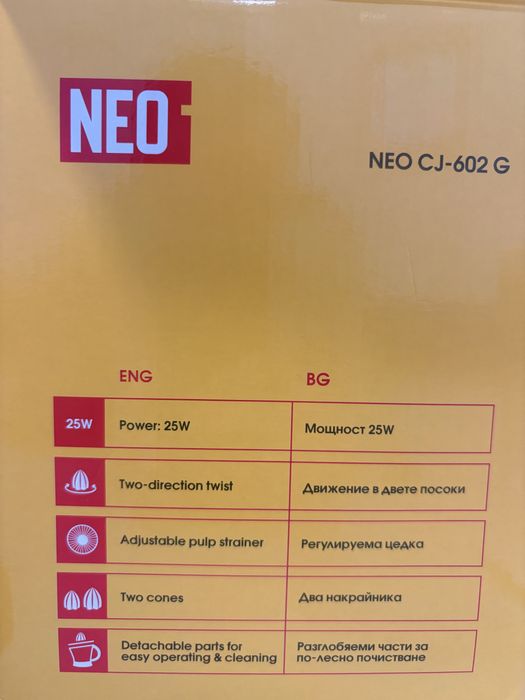 NEO
NEO CJ-602 G
ENG BG
25W Power: 25W Мощност 25W
Two-direction twist Движение в двете посоки
Adjustable pulp strainer Регулируема цедка
Two cones Два накрайника
Detachable parts for Разглобяеми части за
easy operating & cleaning по-лесно почистване